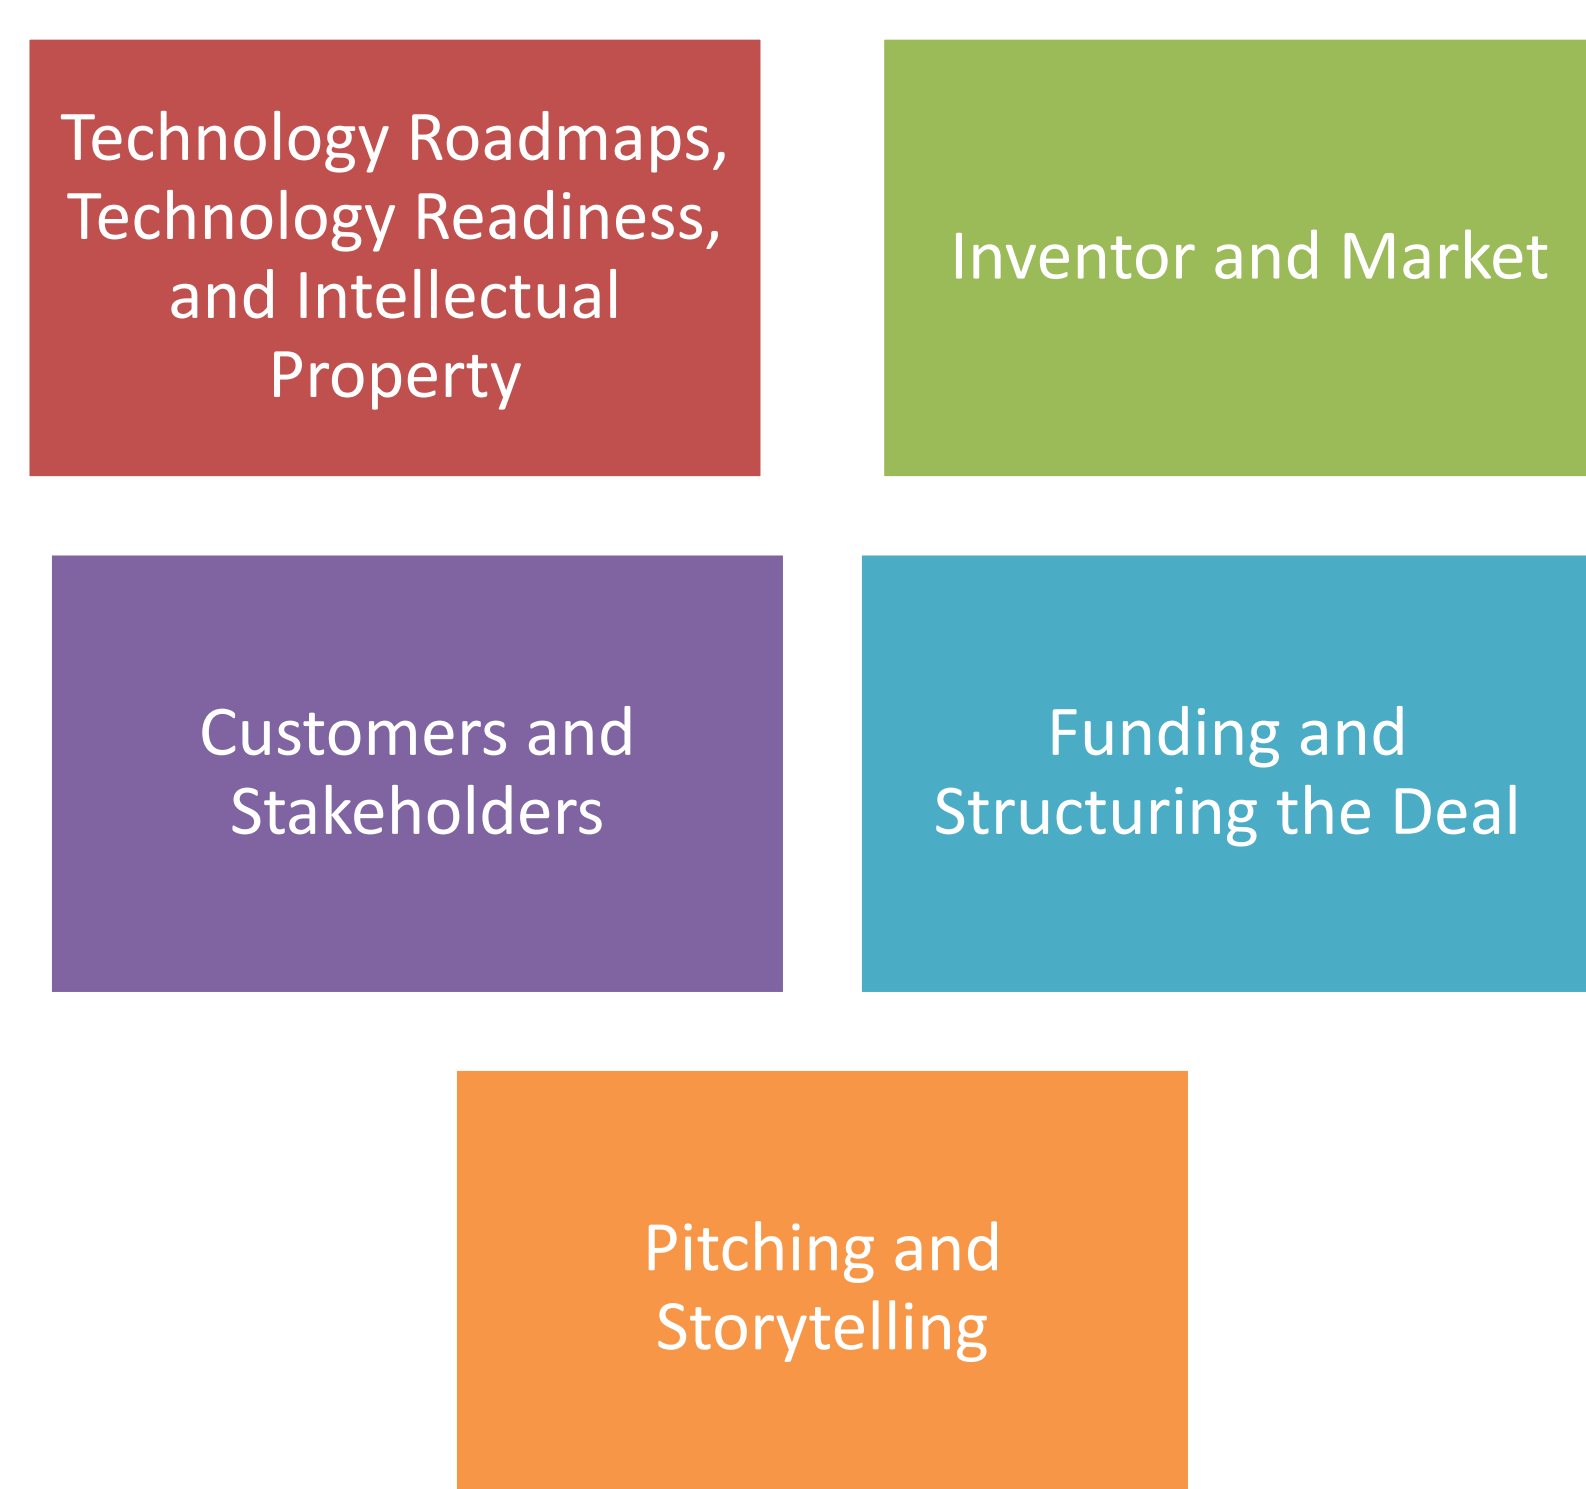 Technology Roadmaps,
Technology Readiness,
and Intellectual
Property
Inventor and Market
Customers and
Stakeholders
Funding and
Structuring the Deal
Pitching and
Storytelling